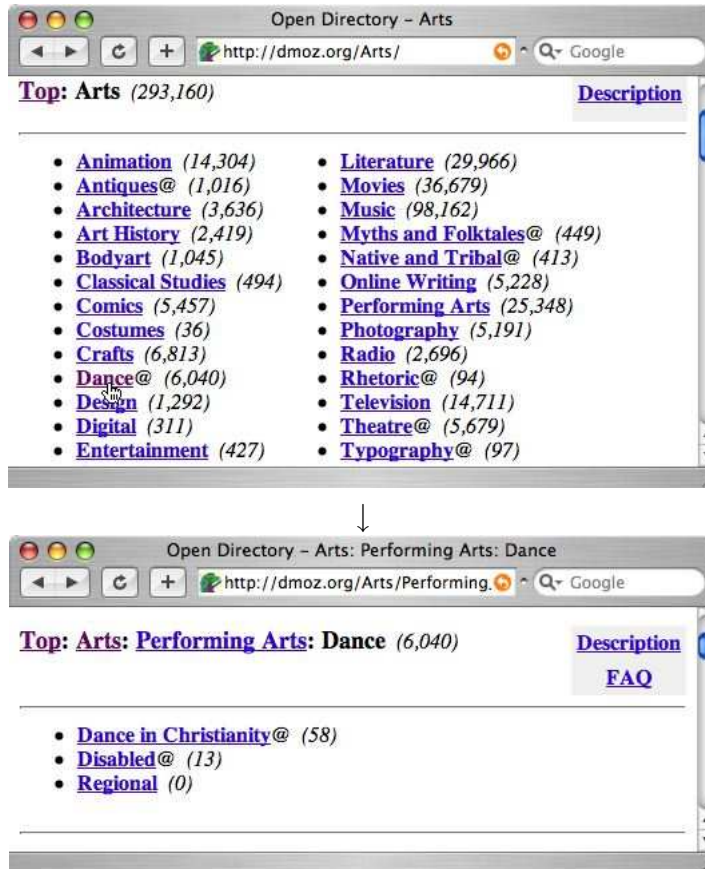 Open Directory – Arts
http://dmoz.org/Arts/
Google
Top: Arts (293,160)
Description
Animation (14,304)
Antiques@ (1,016)
Architecture (3,636)
Art History (2,419)
Bodyart (1,045)
Classical Studies (494)
Comics (5,457)
Costumes (36)
Crafts (6,813)
Dance@ (6,040)
Design (1,292)
Digital (311)
Entertainment (427)
Literature (29,966)
Movies (36,679)
Music (98,162)
Myths and Folktales@ (449)
Native and Tribal@ (413)
Online Writing (5,228)
Performing Arts (25,348)
Photography (5,191)
Radio (2,696)
Rhetoric@ (94)
Television (14,711)
Theatre@ (5,679)
Typography@ (97)
↓
Open Directory – Arts: Performing Arts: Dance
http://dmoz.org/Arts/Performing.
Google
Top: Arts: Performing Arts: Dance (6,040)
Description
FAQ
Dance in Christianity@ (58)
Disabled@ (13)
Regional (0)